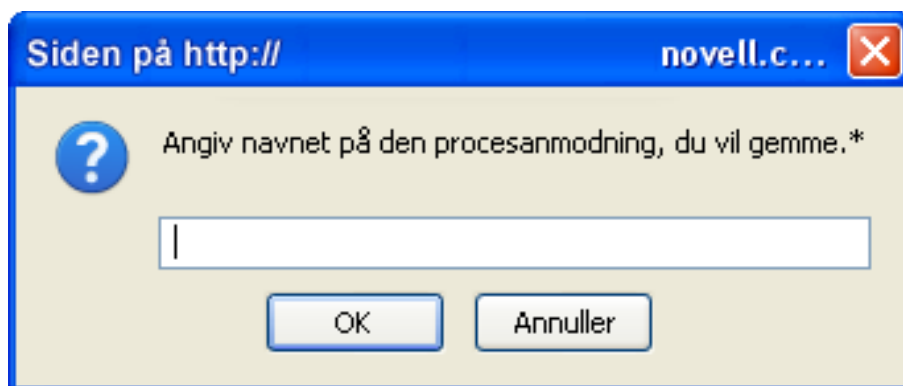 Siden på http:// novell.c...
Angiv navnet på den procesanmodning, du vil gemme.*
OK Annuller